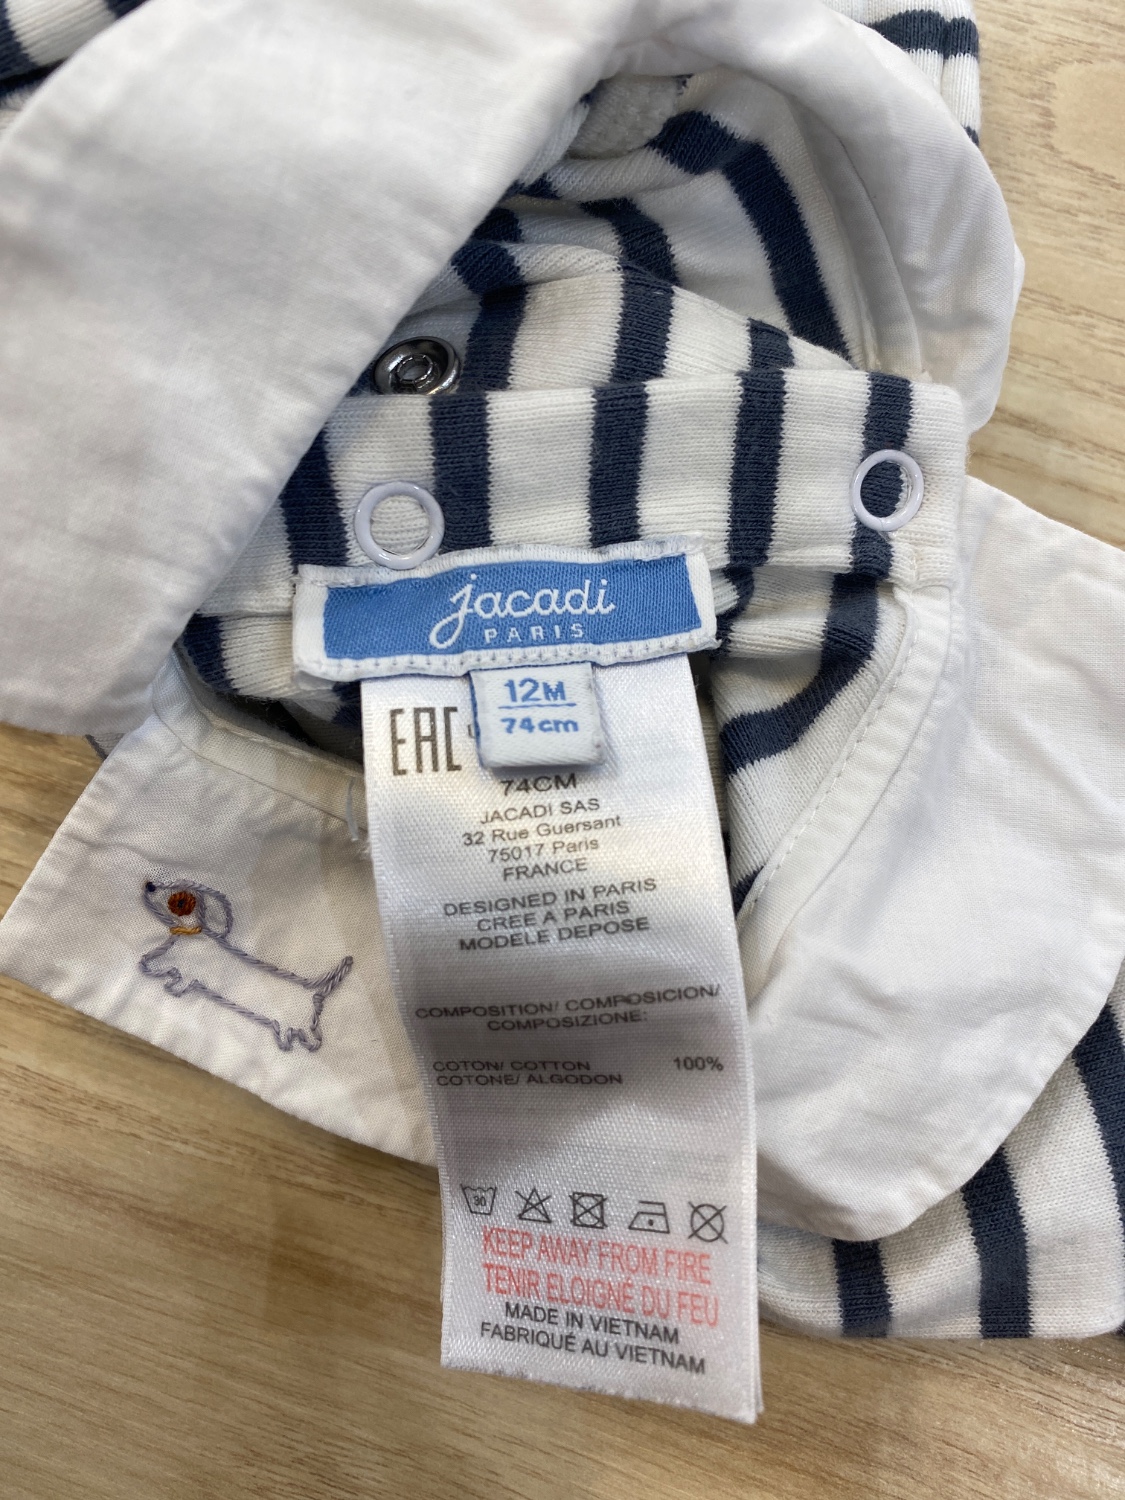 jacadi
PARIS
12M
74cm
EAC
74CM
JACADI SAS
32 Rue Guersant
75017 Paris
FRANCE
DESIGNED IN PARIS
CREE A PARIS
MODELE DEPOSE
COMPOSITION/ COMPOSICION/
COMPOSIZIONE:
COTON/ COTTON 100%
COTONE/ ALGODON
30
KEEP AWAY FROM FIRE
TENIR ELOIGNÉ DU FEU
MADE IN VIETNAM
FABRIQUÉ AU VIETNAM